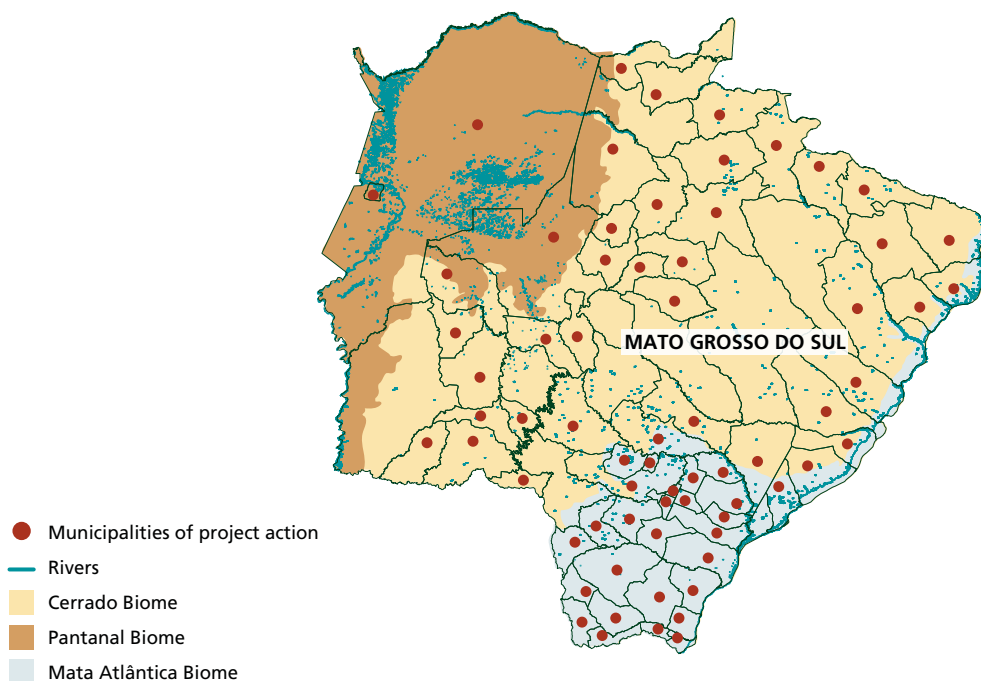 MATO GROSSO DO SUL
Municipalities of project action
Rivers
Cerrado Biome
Pantanal Biome
Mata Atlântica Biome